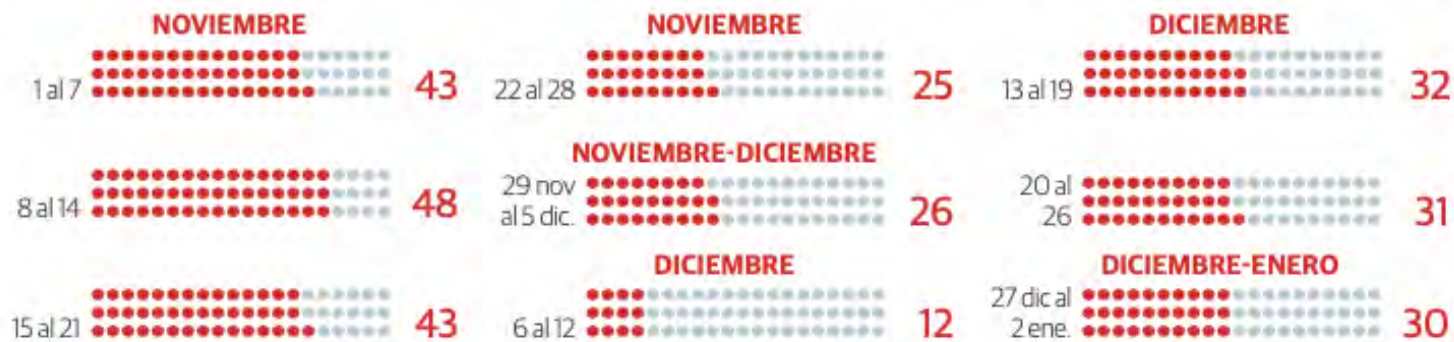 NOVIEMBRE
1 al 7 43
8 al 14 48
15 al 21 43
NOVIEMBRE
22 al 28 25
NOVIEMBRE-DICIEMBRE
29 nov
al 5 dic. 26
DICIEMBRE
6 al 12 12
DICIEMBRE
13 al 19 32
20 al
26 31
DICIEMBRE-ENERO
27 dic al
2 ene. 30